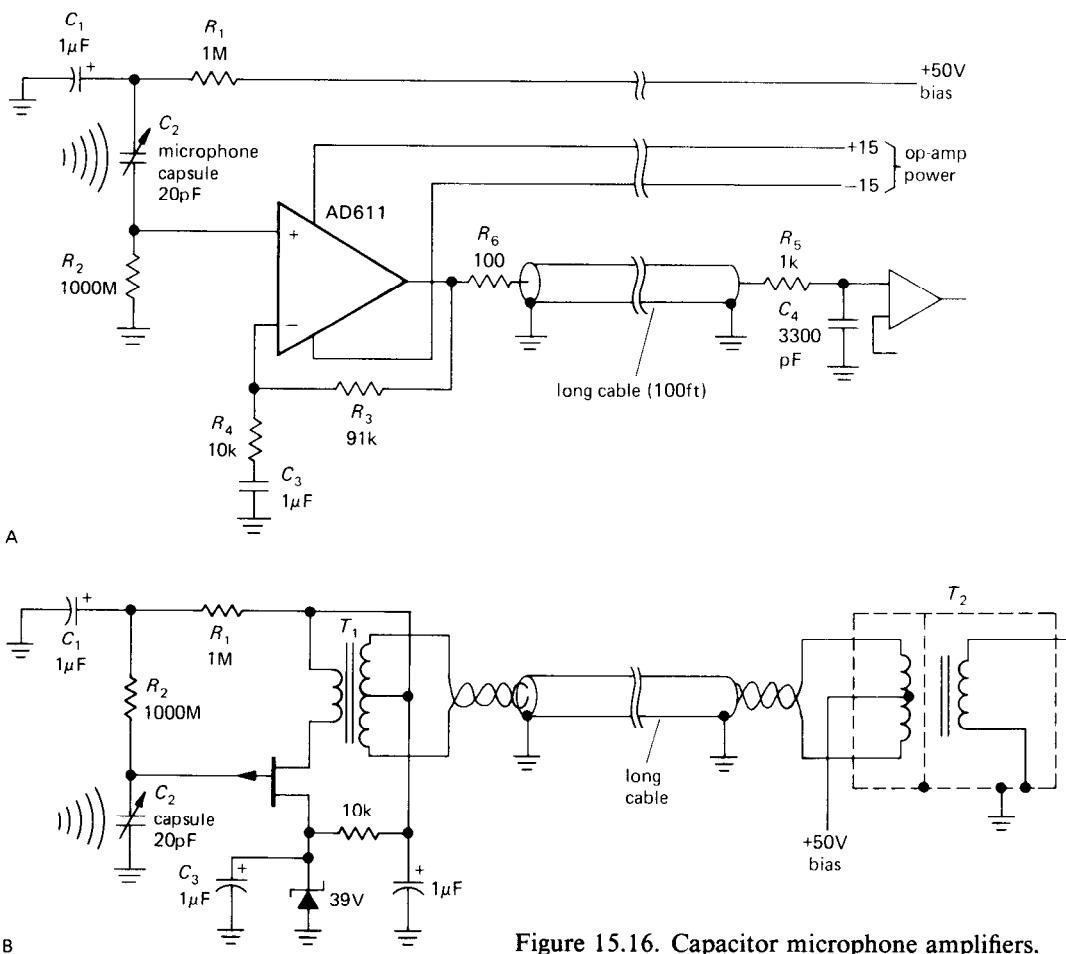 C1
1μF
+
R1
1M
+50V
bias
C2
microphone
capsule
20pF
+15
−15
op-amp
power
AD611
+
−
R2
1000M
R6
100
R5
1k
C4
3300
pF
long cable (100ft)
R3
91k
R4
10k
C3
1μF
A
+
C1
1μF
R1
1M
T1
T2
R2
1000M
long
cable
C2
capsule
20pF
10k
+50V
bias
C3
1μF
+
39V
+
1μF
B
Figure 15.16. Capacitor microphone amplifiers.